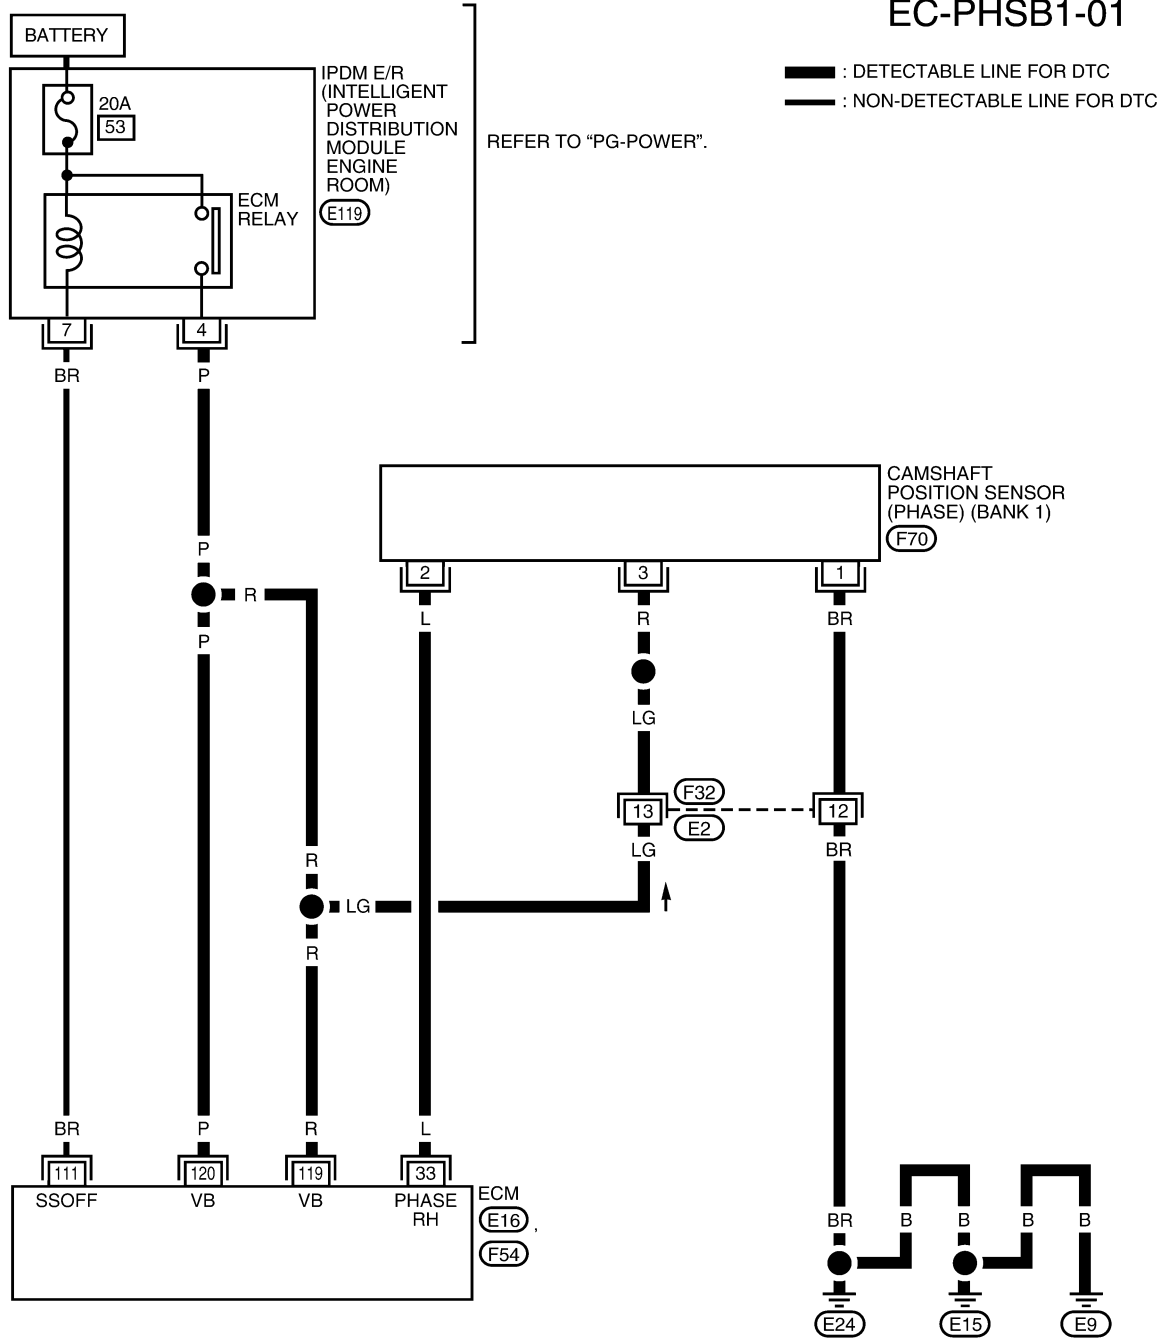 EC-PHSB1-01
BATTERY
: DETECTABLE LINE FOR DTC
: NON-DETECTABLE LINE FOR DTC
20A
53
IPDM E/R
(INTELLIGENT
POWER
DISTRIBUTION
MODULE
ENGINE
ROOM)
E119
REFER TO “PG-POWER”.
ECM
RELAY
7
4
BR
P
CAMSHAFT
POSITION SENSOR
(PHASE) (BANK 1)
F70
P
2
3
1
R
P
L
R
BR
LG
13
F32
E2
12
R
LG
BR
LG
R
BR
P
R
L
111
120
119
33
SSOFF
VB
VB
PHASE
RH
ECM
E16 ,
F54
BR
B
B
B
B
E24
E15
E9